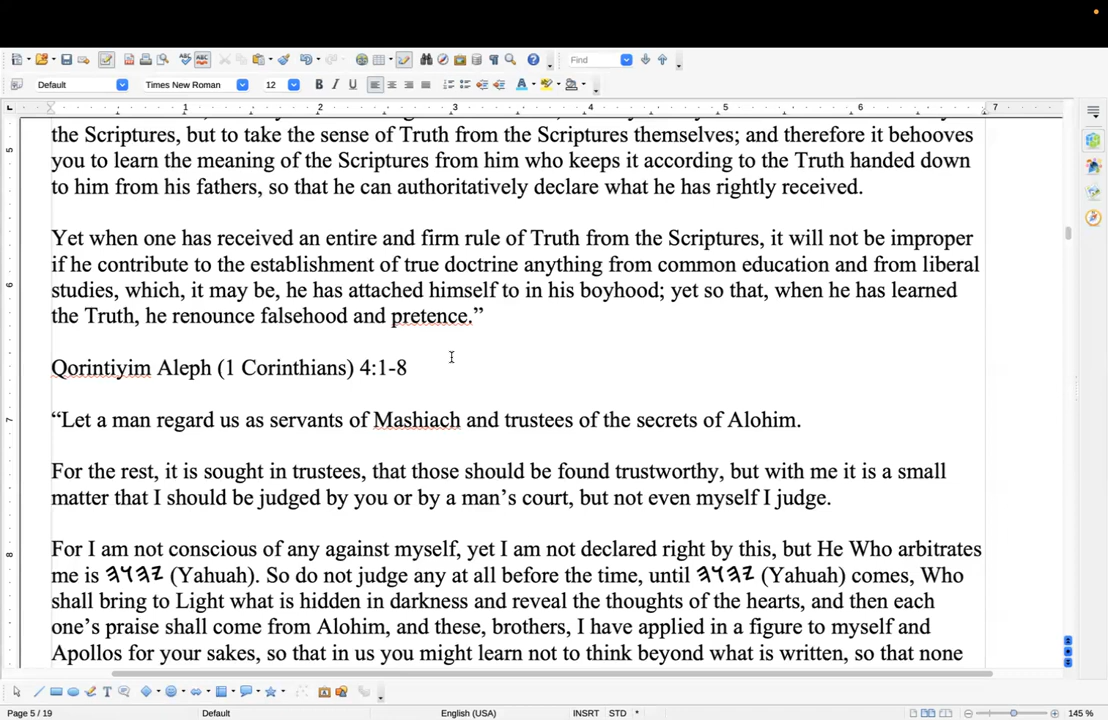 Find
Default
Times New Roman
12
1 2 3 4 5 6 7
the Scriptures, but to take the sense of Truth from the Scriptures themselves; and therefore it behooves
you to learn the meaning of the Scriptures from him who keeps it according to the Truth handed down
to him from his fathers, so that he can authoritatively declare what he has rightly received.
Yet when one has received an entire and firm rule of Truth from the Scriptures, it will not be improper
if he contribute to the establishment of true doctrine anything from common education and from liberal
studies, which, it may be, he has attached himself to in his boyhood; yet so that, when he has learned
the Truth, he renounce falsehood and pretence.”
Qorintiyim Aleph (1 Corinthians) 4:1-8
“Let a man regard us as servants of Mashiach and trustees of the secrets of Alohim.
For the rest, it is sought in trustees, that those should be found trustworthy, but with me it is a small
matter that I should be judged by you or by a man’s court, but not even myself I judge.
For I am not conscious of any against myself, yet I am not declared right by this, but He Who arbitrates
me is 𐤉𐤄𐤅𐤄 (Yahuah). So do not judge any at all before the time, until 𐤉𐤄𐤅𐤄 (Yahuah) comes, Who
shall bring to Light what is hidden in darkness and reveal the thoughts of the hearts, and then each
one’s praise shall come from Alohim, and these, brothers, I have applied in a figure to myself and
Apollos for your sakes, so that in us you might learn not to think beyond what is written, so that none
Page 5 / 19
Default
English (USA)
INSRT
STD
*
145 %